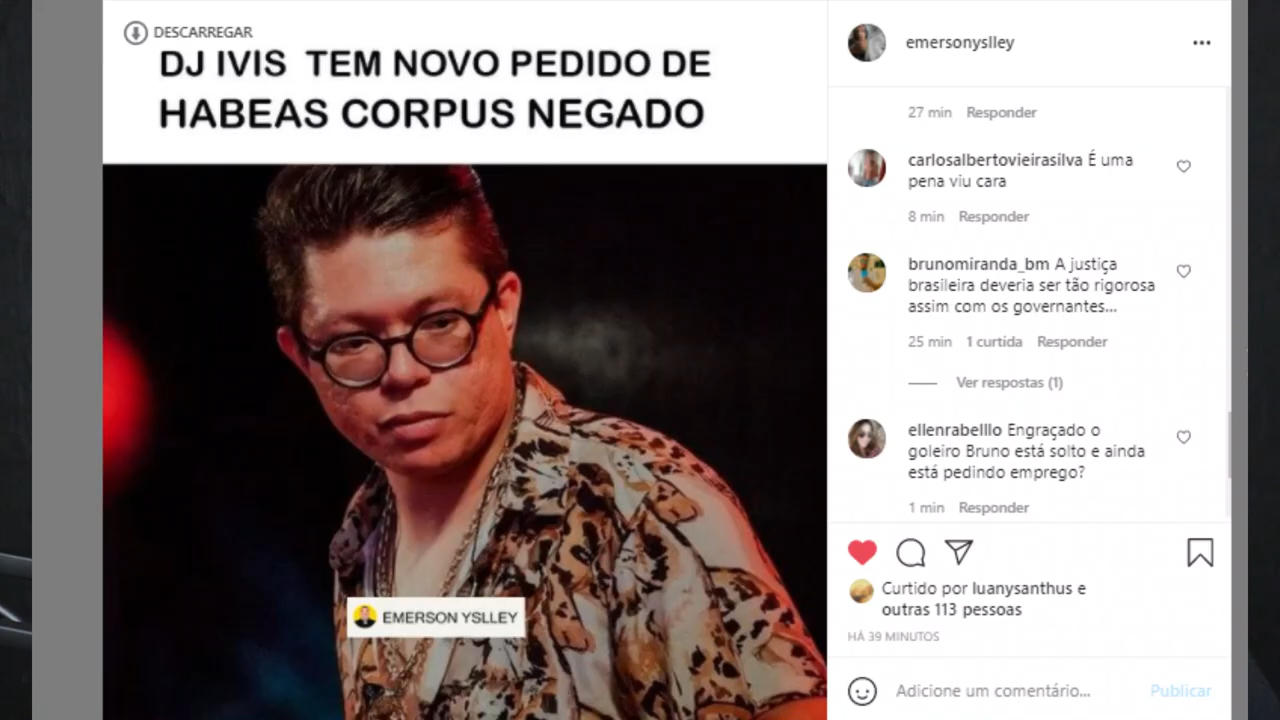 DESCARREGAR
DJ IVIS TEM NOVO PEDIDO DE
HABEAS CORPUS NEGADO
EMERSON YSLLEY
emersonyslley
27 min Responder
carlosalbertovieirasilva É uma
pena viu cara
8 min Responder
brunomiranda_bm A justiça
brasileira deveria ser tão rigorosa
assim com os governantes...
25 min 1 curtida Responder
Ver respostas (1)
ellenrabelllo Engraçado o
goleiro Bruno está solto e ainda
está pedindo emprego?
1 min Responder
Curtido por luanysanthus e
outras 113 pessoas
HÁ 39 MINUTOS
Adicione um comentário... Publicar